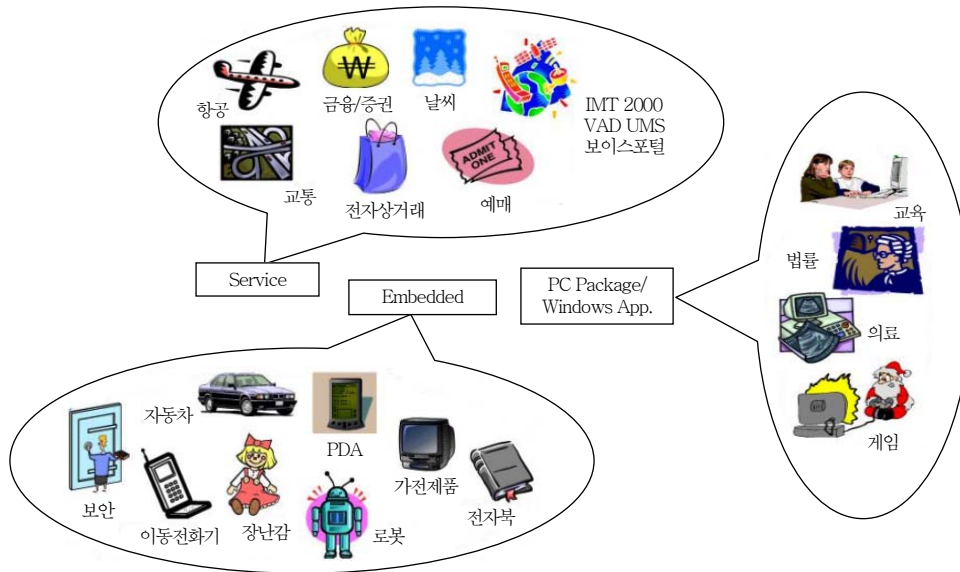 항공
₩
금융/증권
날씨
IMT 2000
VAD UMS
보이스포털
교통
전자상거래
ADMIT
ONE
예매
Service
Embedded
PC Package/
Windows App.
교육
법률
의료
게임
자동차
PDA
가전제품
전자북
보안
이동전화기
장난감
로봇